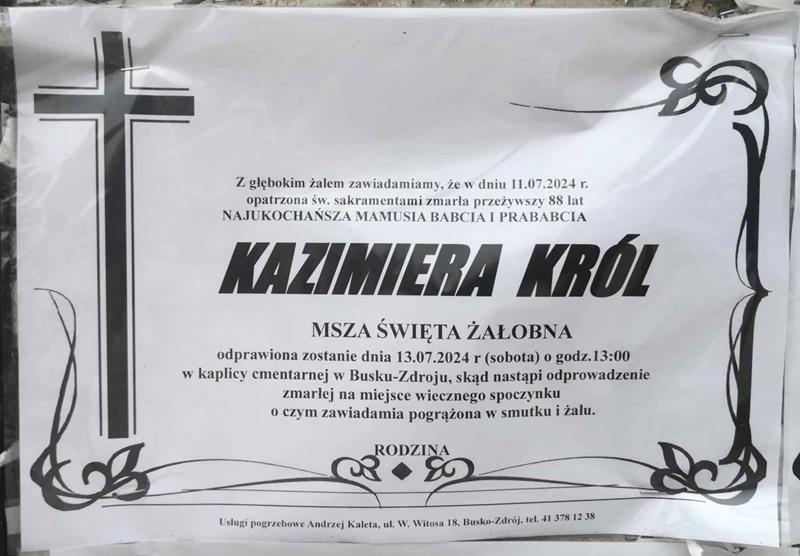 Z głębokim żalem zawiadamiamy, że w dniu 11.07.2024 r.
opatrzona św. sakramentami zmarła przeżywszy 88 lat
NAJUKOCHAŃSZA MAMUSIA BABCIA I PRABABCIA
KAZIMIERA KRÓL
MSZA ŚWIĘTA ŻAŁOBNA
odprawiona zostanie dnia 13.07.2024 r (sobota) o godz.13:00
w kaplicy cmentarnej w Busku-Zdroju, skąd nastąpi odprowadzenie
zmarłej na miejsce wiecznego spoczynku
o czym zawiadamia pogrążona w smutku i żalu.
RODZINA
Usługi pogrzebowe Andrzej Kaleta, ul. W. Witosa 18, Busko-Zdrój, tel. 41 378 12 38